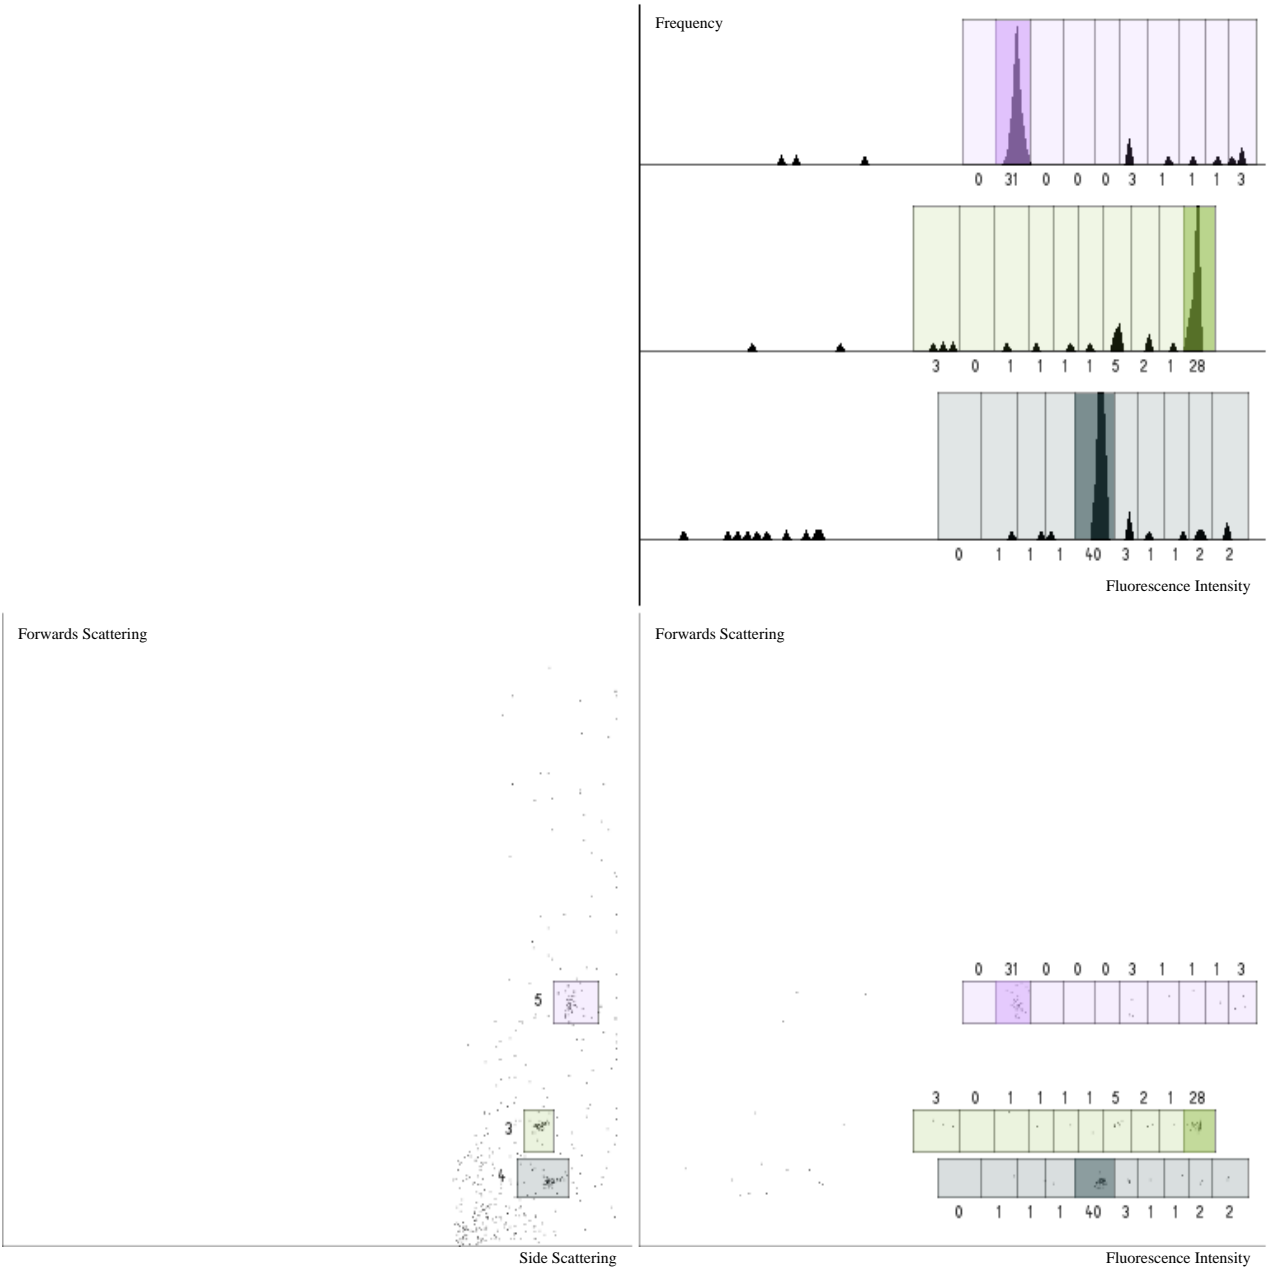 Frequency
0 31 0 0 0 3 1 1 1 3
3 0 1 1 1 1 5 2 1 28
0 1 1 1 40 3 1 1 2 2
Fluorescence Intensity
Forwards Scattering
5
3
4
Side Scattering
Forwards Scattering
0 31 0 0 0 3 1 1 1 3
3 0 1 1 1 1 5 2 1 28
0 1 1 1 40 3 1 1 2 2
Fluorescence Intensity